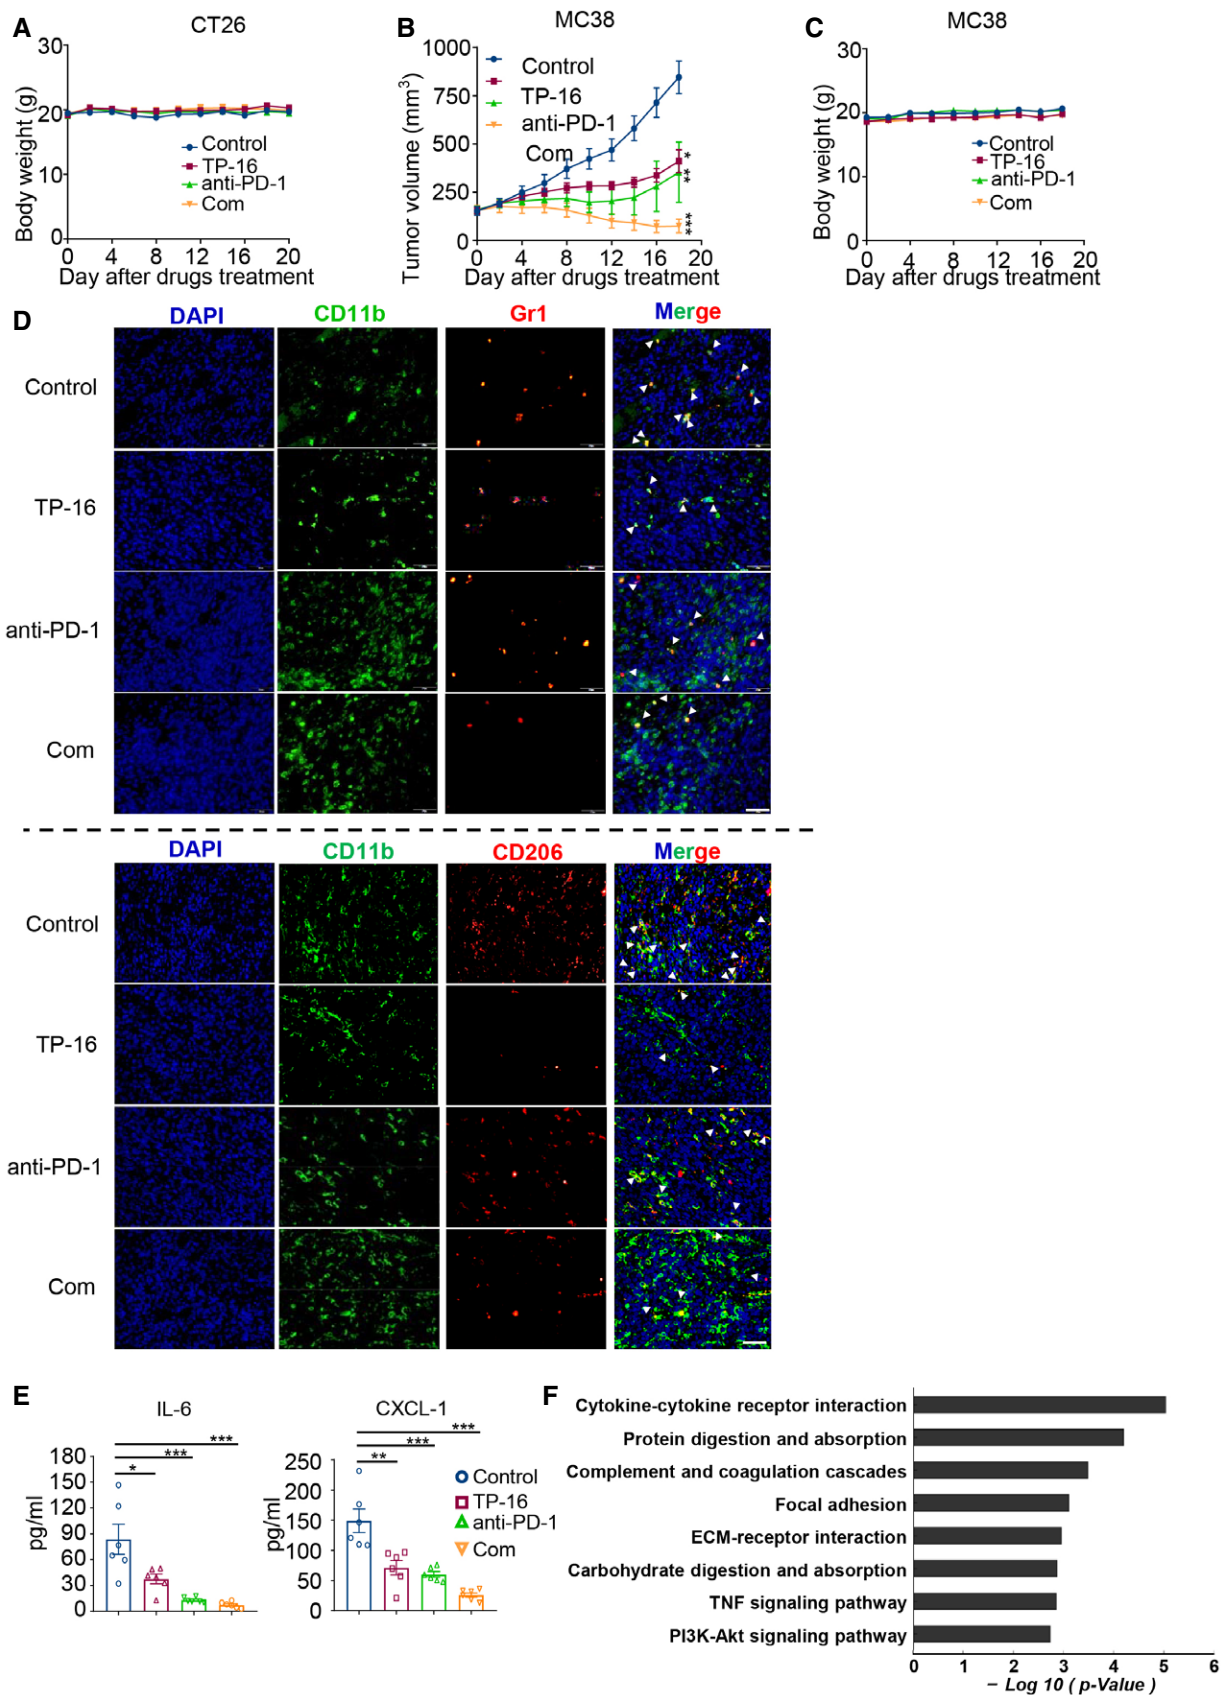 A
CT26
Body weight (g)
30
20
10
0
0 4 8 12 16 20
Day after drugs treatment
Control
TP-16
anti-PD-1
Com
B
MC38
Tumor volume (mm3)
1000
750
500
250
0
0 4 8 12 16 20
Day after drugs treatment
Control
TP-16
anti-PD-1
Com
*
**
***
C
MC38
Body weight (g)
30
20
10
0
0 4 8 12 16 20
Day after drugs treatment
Control
TP-16
anti-PD-1
Com
D
DAPI CD11b Gr1 Merge
Control
TP-16
anti-PD-1
Com
DAPI CD11b CD206 Merge
Control
TP-16
anti-PD-1
Com
E
IL-6
pg/ml
180
150
120
90
60
30
0
***
***
*
CXCL-1
pg/ml
250
200
150
100
50
0
***
***
**
Control
TP-16
anti-PD-1
Com
F
Cytokine-cytokine receptor interaction
Protein digestion and absorption
Complement and coagulation cascades
Focal adhesion
ECM-receptor interaction
Carbohydrate digestion and absorption
TNF signaling pathway
PI3K-Akt signaling pathway
0 1 2 3 4 5 6
− Log 10 ( p-Value )